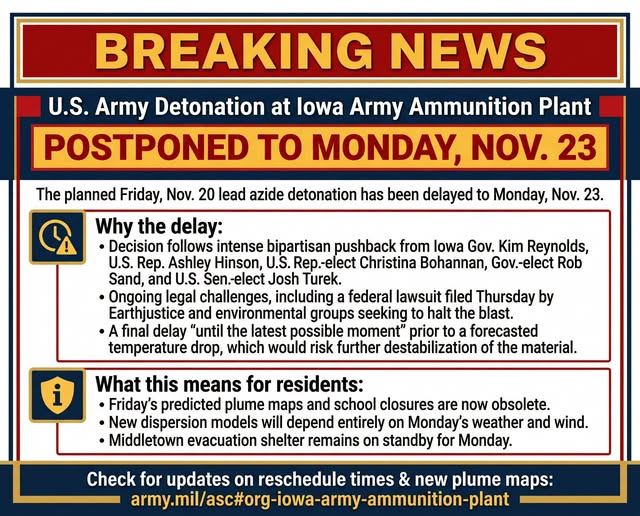 BREAKING NEWS
U.S. Army Detonation at Iowa Army Ammunition Plant
POSTPONED TO MONDAY, NOV. 23
The planned Friday, Nov. 20 lead azide detonation has been delayed to Monday, Nov. 23.
Why the delay:
• Decision follows intense bipartisan pushback from Iowa Gov. Kim Reynolds,
U.S. Rep. Ashley Hinson, U.S. Rep.-elect Christina Bohannan, Gov.-elect Rob
Sand, and U.S. Sen.-elect Josh Turek.
• Ongoing legal challenges, including a federal lawsuit filed Thursday by
Earthjustice and environmental groups seeking to halt the blast.
• A final delay “until the latest possible moment” prior to a forecasted
temperature drop, which would risk further destabilization of the material.
What this means for residents:
• Friday’s predicted plume maps and school closures are now obsolete.
• New dispersion models will depend entirely on Monday’s weather and wind.
• Middletown evacuation shelter remains on standby for Monday.
Check for updates on reschedule times & new plume maps:
army.mil/asc#org-iowa-army-ammunition-plant